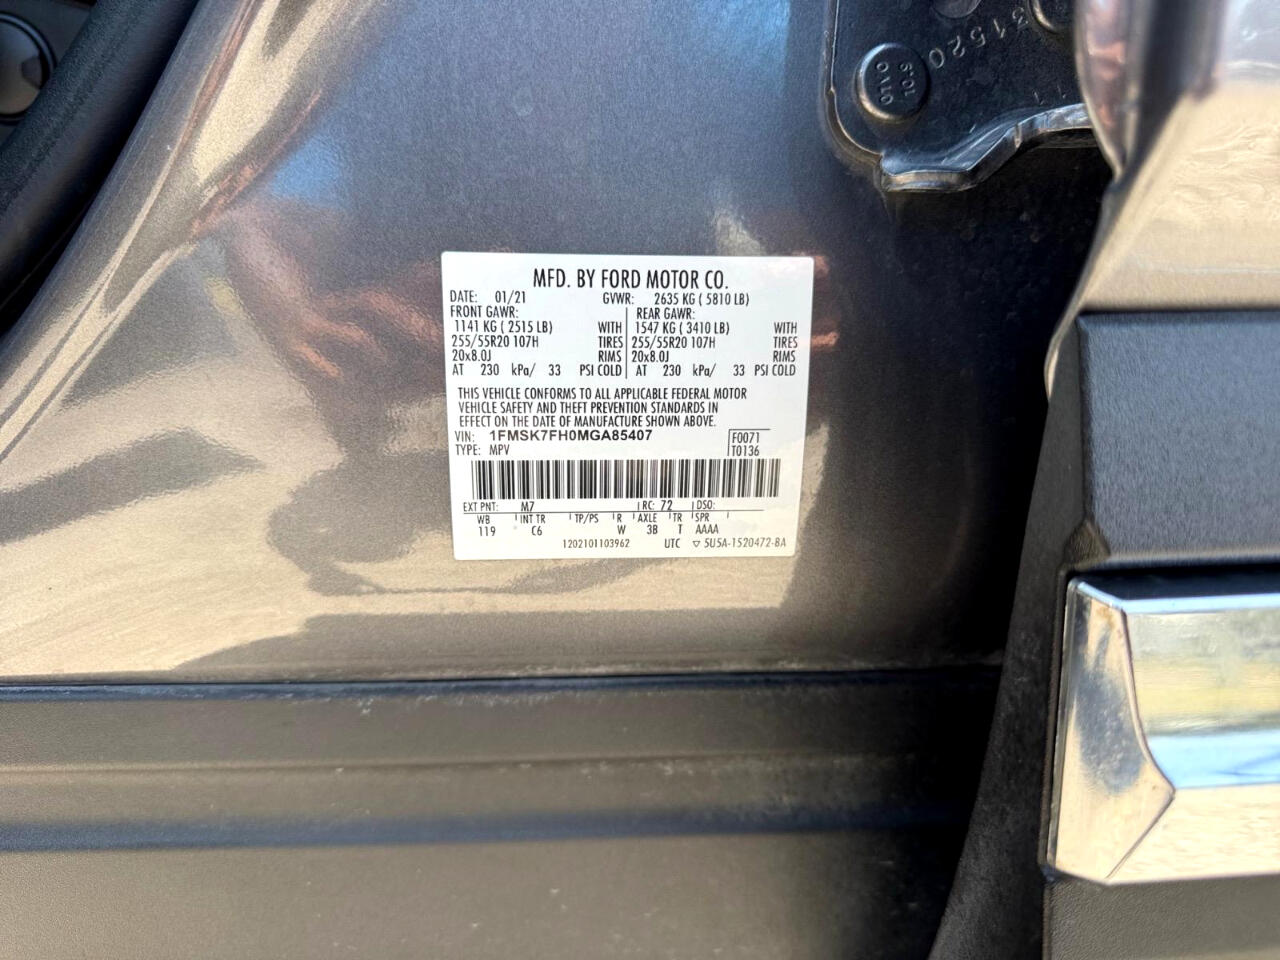 31520
11
OIVO
10.9
MFD. BY FORD MOTOR CO.
DATE: 01/21 GVWR: 2635 KG ( 5810 LB)
FRONT GAWR: REAR GAWR:
1141 KG ( 2515 LB) WITH 1547 KG ( 3410 LB) WITH
255/55R20 107H TIRES 255/55R20 107H TIRES
20x8.0J RIMS 20x8.0J RIMS
AT 230 kPa/ 33 PSI COLD AT 230 kPa/ 33 PSI COLD
THIS VEHICLE CONFORMS TO ALL APPLICABLE FEDERAL MOTOR
VEHICLE SAFETY AND THEFT PREVENTION STANDARDS IN
EFFECT ON THE DATE OF MANUFACTURE SHOWN ABOVE.
VIN: 1FMSK7FH0MGA85407 F0071
TYPE: MPV T0136
EXT PNT: M7 RC: 72 DSO:
WB INT TR TP/PS R AXLE TR SPR
119 C6 W 3B T AAAA
1202101103962 UTC ▽ 5U5A-1520472-BA